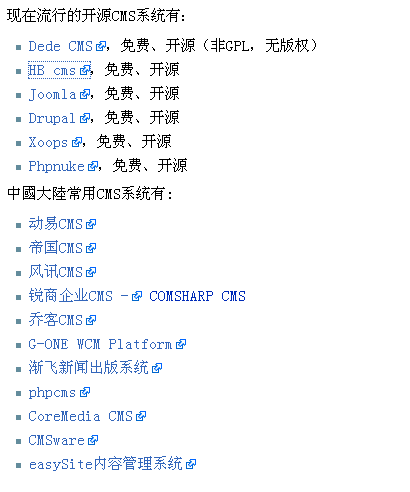 现在流行的开源CMS系统有:
Dede CMS，免费、开源（非GPL，无版权）
HB cms，免费、开源
Joomla，免费、开源
Drupal，免费、开源
Xoops，免费、开源
Phpnuke，免费、开源
中國大陸常用CMS系统有:
动易CMS
帝国CMS
风讯CMS
锐商企业CMS - COMSHARP CMS
乔客CMS
G-ONE WCM Platform
渐飞新闻出版系统
phpcms
CoreMedia CMS
CMSware
easySite内容管理系统